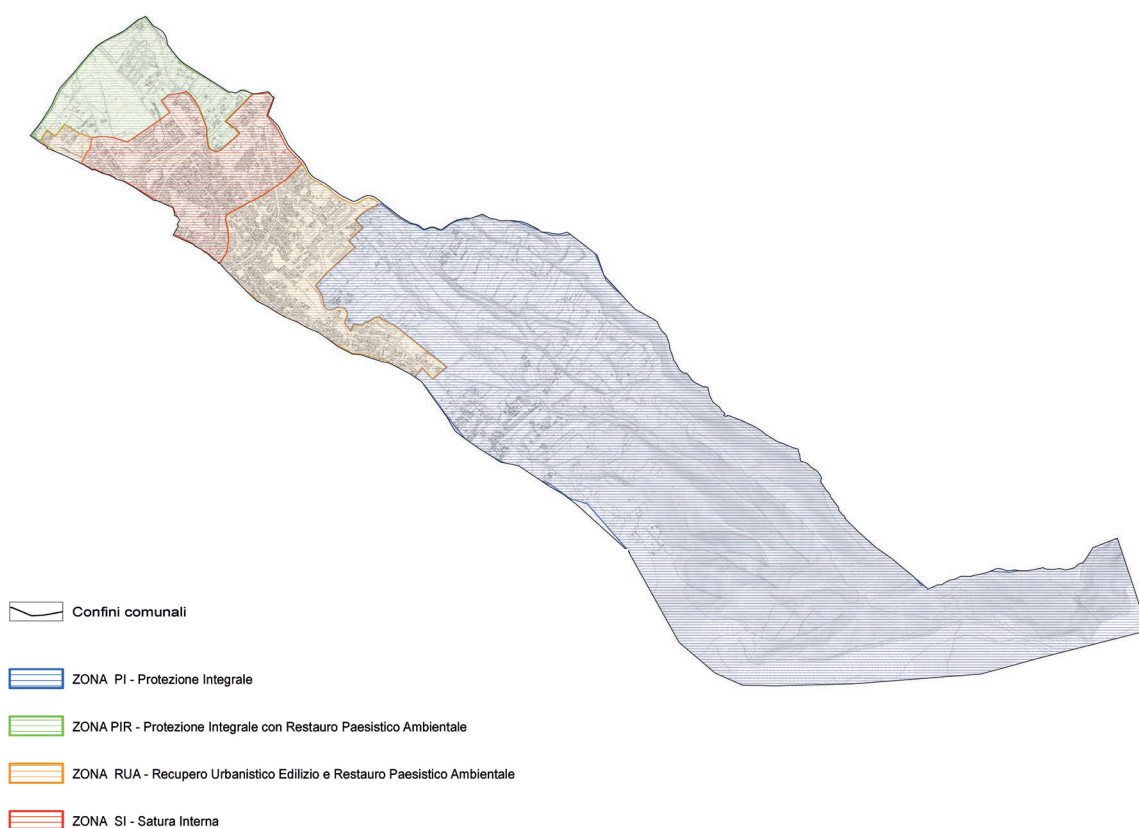 Confini comunali
ZONA PI - Protezione Integrale
ZONA PIR - Protezione Integrale con Restauro Paesistico Ambientale
ZONA RUA - Recupero Urbanistico Edilizio e Restauro Paesistico Ambientale
ZONA SI - Satura Interna